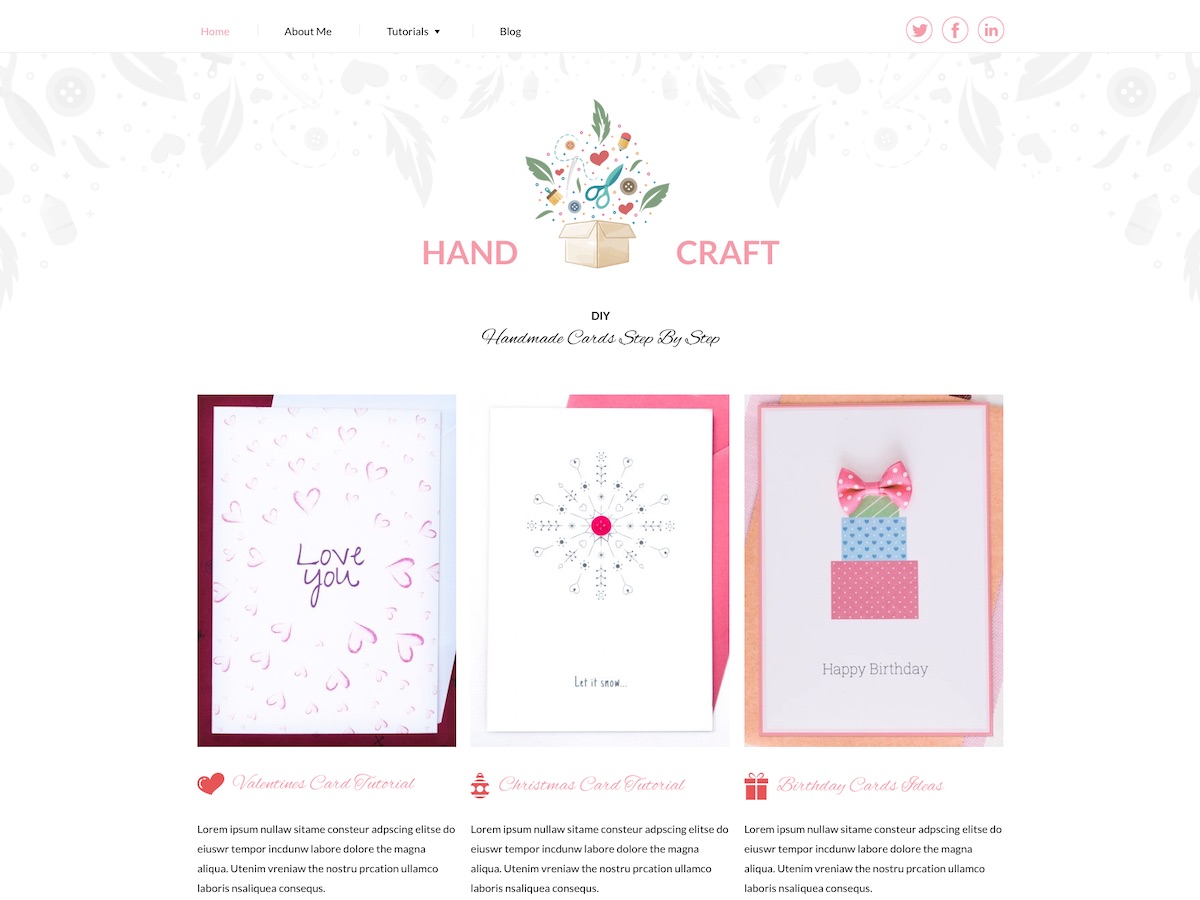 Home
About Me
Tutorials
Blog
HAND CRAFT
DIY
Handmade Cards Step By Step
Love
you
Let it snow...
Happy Birthday
Valentines Card Tutorial
Lorem ipsum nullaw sitame consteur adpscing elitse do
eiuswr tempor incdunw labore dolore the magna
aliqua. Utenim vreniaw the nostru prcation ullamco
laboris nsaliquea consequs.
Christmas Card Tutorial
Lorem ipsum nullaw sitame consteur adpscing elitse do
eiuswr tempor incdunw labore dolore the magna
aliqua. Utenim vreniaw the nostru prcation ullamco
laboris nsaliquea consequs.
Birthday Cards Ideas
Lorem ipsum nullaw sitame consteur adpscing elitse do
eiuswr tempor incdunw labore dolore the magna
aliqua. Utenim vreniaw the nostru prcation ullamco
laboris nsaliquea consequs.